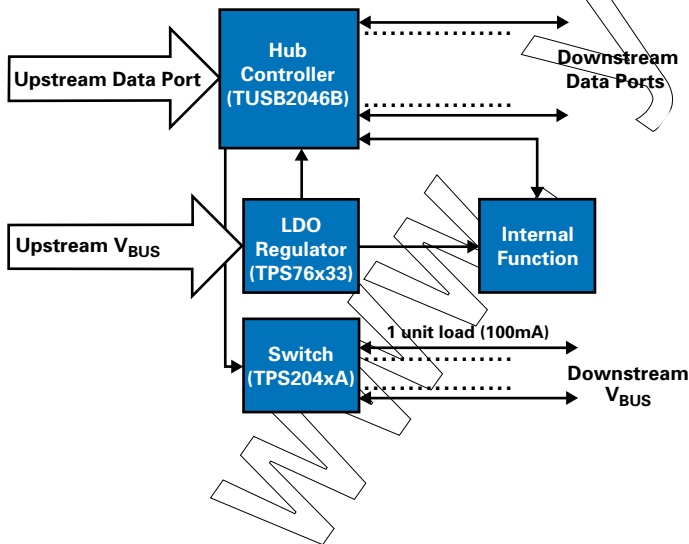 Hub
Controller
(TUSB2046B)
Upstream Data Port
Downstream
Data Ports
LDO
Regulator
(TPS76x33)
Upstream VBUS
Internal
Function
Switch
(TPS204xA)
1 unit load (100mA)
Downstream
VBUS
WWW